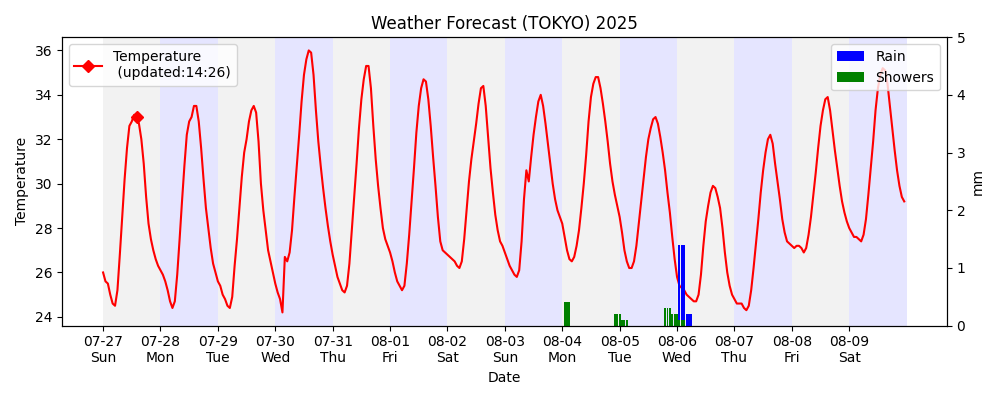 Weather Forecast (TOKYO) 2025
Temperature
(updated:14:26)
Rain
Showers
36
34
32
30
28
26
24
Temperature
5
4
3
2
1
0
mm
07-27 07-28 07-29 07-30 07-31 08-01 08-02 08-03 08-04 08-05 08-06 08-07 08-08 08-09
Sun Mon Tue Wed Thu Fri Sat Sun Mon Tue Wed Thu Fri Sat
Date